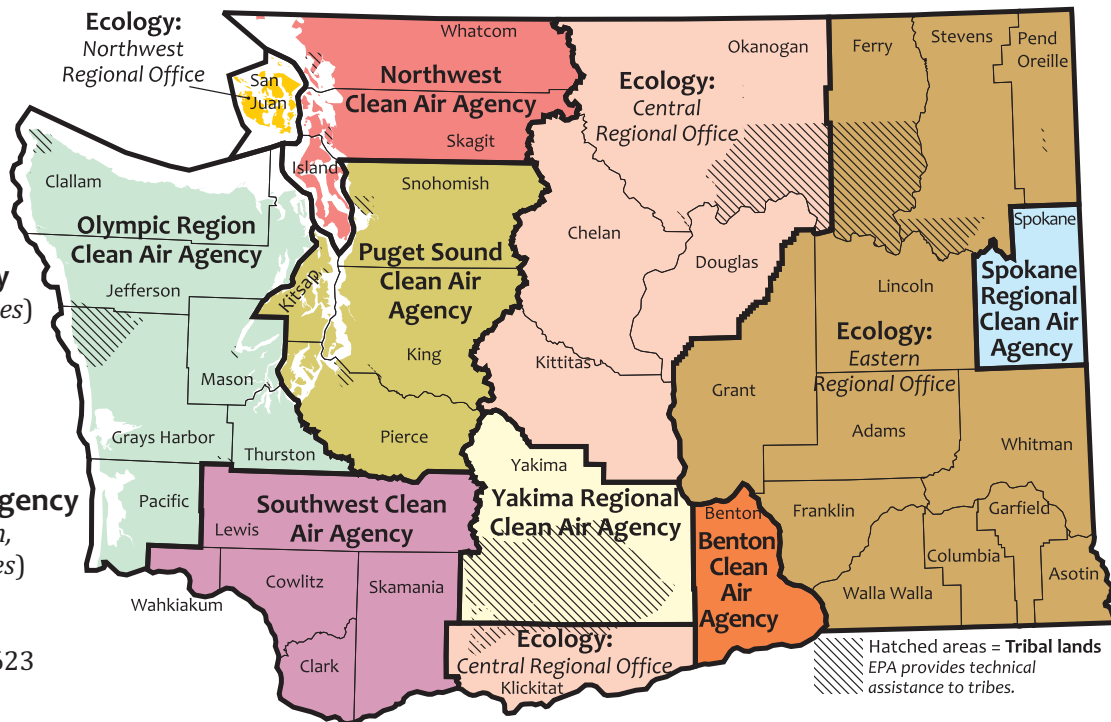 Ecology:
Northwest
Regional Office
San
Juan
Whatcom
Northwest
Clean Air Agency
Skagit
Island
Okanogan
Ecology:
Central
Regional Office
Ferry
Stevens
Pend
Oreille
Clallam
Olympic Region
Clean Air Agency
Jefferson
Mason
Grays Harbor
Thurston
Pacific
Snohomish
Puget Sound
Clean Air
Agency
Kitsap
King
Pierce
Chelan
Douglas
Kittitas
Spokane
Spokane
Regional
Clean Air
Agency
Lincoln
Ecology:
Eastern
Regional Office
Grant
Adams
Whitman
Franklin
Garfield
Columbia
Asotin
Walla Walla
Yakima
Yakima Regional
Clean Air Agency
Benton
Benton
Clean
Air
Agency
Southwest Clean
Air Agency
Lewis
Cowlitz
Skamania
Wahkiakum
Clark
Ecology:
Central Regional Office
Klickitat
y
es)
gency
n,
es)
523
Hatched areas = Tribal lands
EPA provides technical
assistance to tribes.